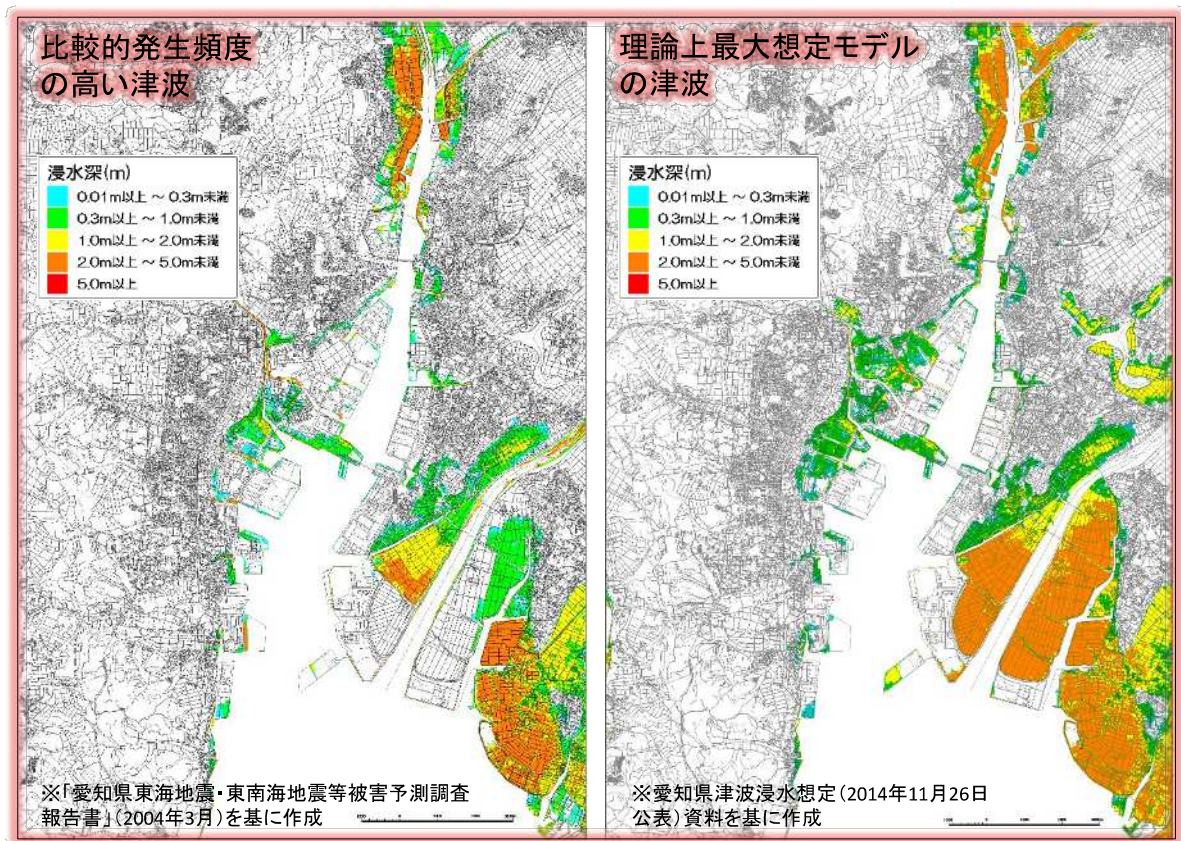 比較的発生頻度
の高い津波
浸水深(m)
0.01m以上 ～ 0.3m未満
0.3m以上 ～ 1.0m未満
1.0m以上 ～ 2.0m未満
2.0m以上 ～ 5.0m未満
5.0m以上
※「愛知県東海地震・東南海地震等被害予測調査
報告書」(2004年3月)を基に作成
理論上最大想定モデル
の津波
浸水深(m)
0.01m以上 ～ 0.3m未満
0.3m以上 ～ 1.0m未満
1.0m以上 ～ 2.0m未満
2.0m以上 ～ 5.0m未満
5.0m以上
※愛知県津波浸水想定(2014年11月26日
公表)資料を基に作成